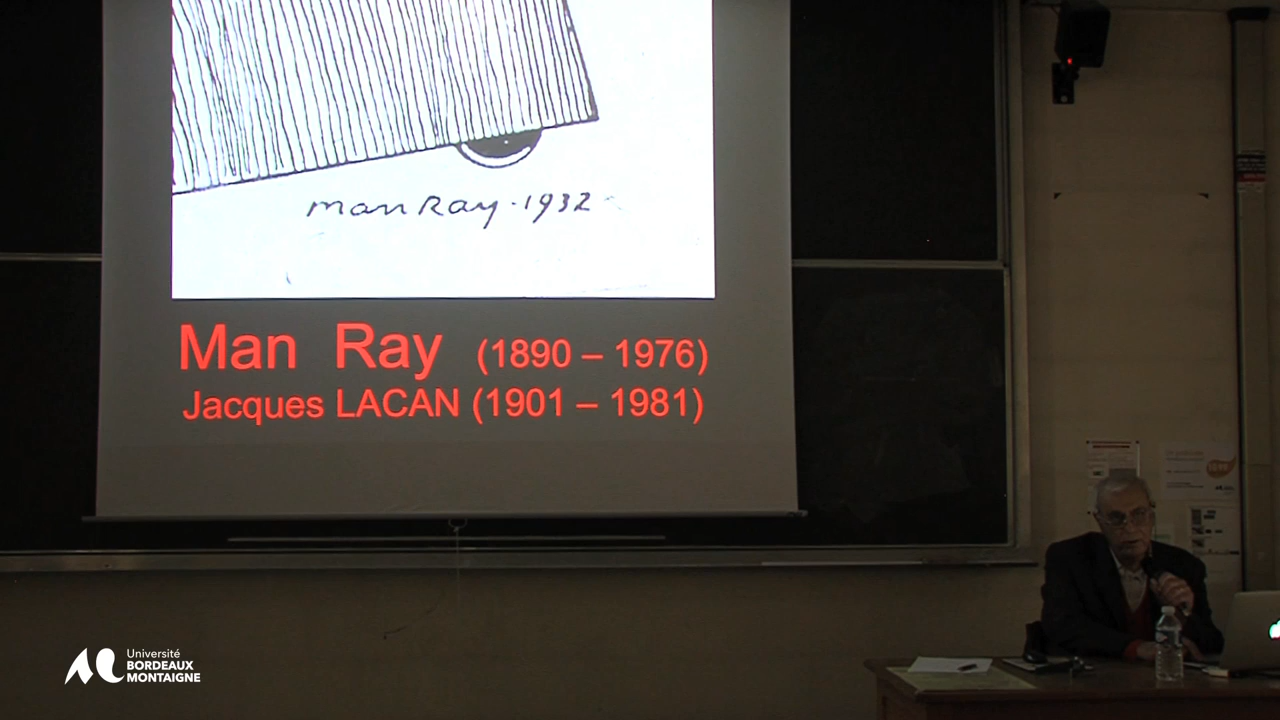 Man Ray · 1932
Man Ray (1890 – 1976)
Jacques LACAN (1901 – 1981)
Université
BORDEAUX
MONTAIGNE